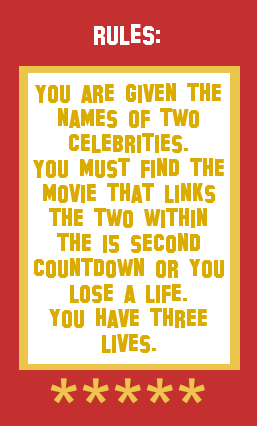 RULES:
YOU ARE GIVEN THE
NAMES OF TWO
CELEBRITIES.
YOU MUST FIND THE
MOVIE THAT LINKS
THE TWO WITHIN
THE 15 SECOND
COUNTDOWN OR YOU
LOSE A LIFE.
YOU HAVE THREE
LIVES.
*****